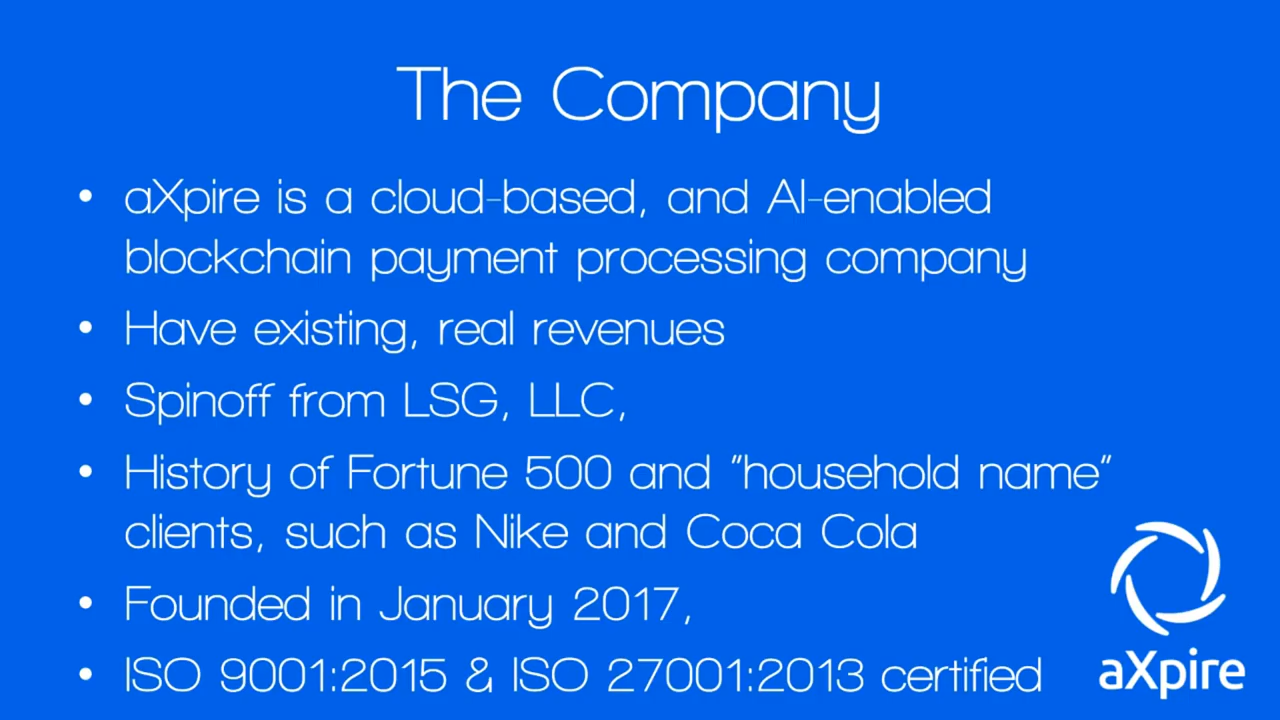 The Company
• aXpire is a cloud-based, and AI-enabled
blockchain payment processing company
• Have existing, real revenues
• Spinoff from LSG, LLC,
• History of Fortune 500 and "household name"
clients, such as Nike and Coca Cola
• Founded in January 2017,
• ISO 9001:2015 & ISO 27001:2013 certified
aXpire